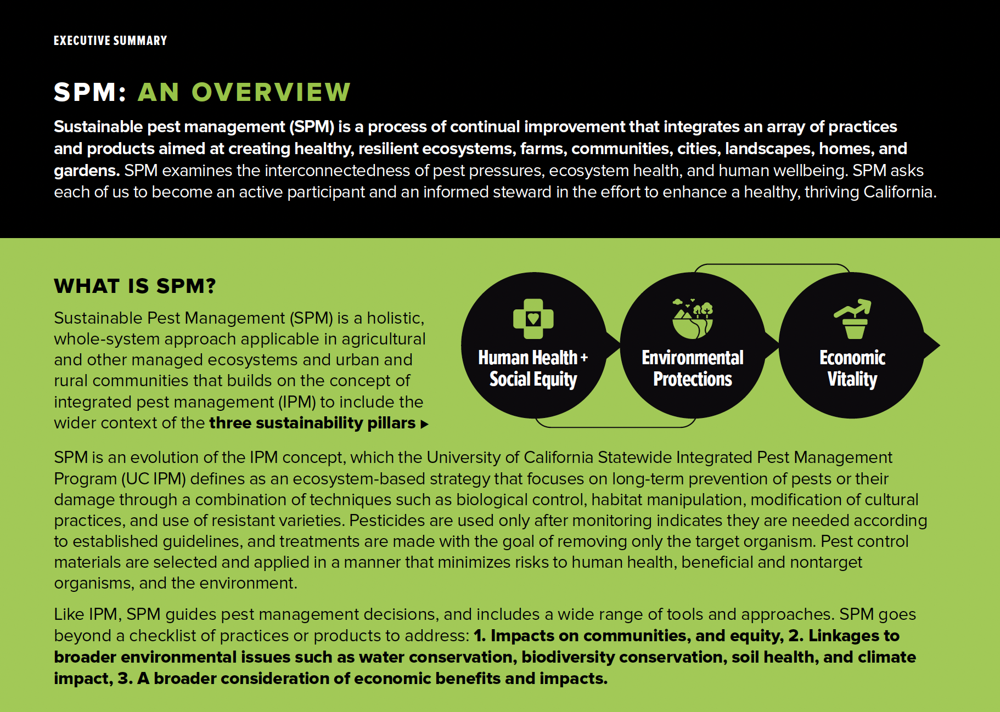 EXECUTIVE SUMMARY
SPM: AN OVERVIEW
Sustainable pest management (SPM) is a process of continual improvement that integrates an array of practices
and products aimed at creating healthy, resilient ecosystems, farms, communities, cities, landscapes, homes, and
gardens. SPM examines the interconnectedness of pest pressures, ecosystem health, and human wellbeing. SPM asks
each of us to become an active participant and an informed steward in the effort to enhance a healthy, thriving California.
WHAT IS SPM?
Sustainable Pest Management (SPM) is a holistic,
whole-system approach applicable in agricultural
and other managed ecosystems and urban and
rural communities that builds on the concept of
integrated pest management (IPM) to include the
wider context of the three sustainability pillars ▶
Human Health +
Social Equity
Environmental
Protections
Economic
Vitality
SPM is an evolution of the IPM concept, which the University of California Statewide Integrated Pest Management
Program (UC IPM) defines as an ecosystem-based strategy that focuses on long-term prevention of pests or their
damage through a combination of techniques such as biological control, habitat manipulation, modification of cultural
practices, and use of resistant varieties. Pesticides are used only after monitoring indicates they are needed according
to established guidelines, and treatments are made with the goal of removing only the target organism. Pest control
materials are selected and applied in a manner that minimizes risks to human health, beneficial and nontarget
organisms, and the environment.
Like IPM, SPM guides pest management decisions, and includes a wide range of tools and approaches. SPM goes
beyond a checklist of practices or products to address: 1. Impacts on communities, and equity, 2. Linkages to
broader environmental issues such as water conservation, biodiversity conservation, soil health, and climate
impact, 3. A broader consideration of economic benefits and impacts.